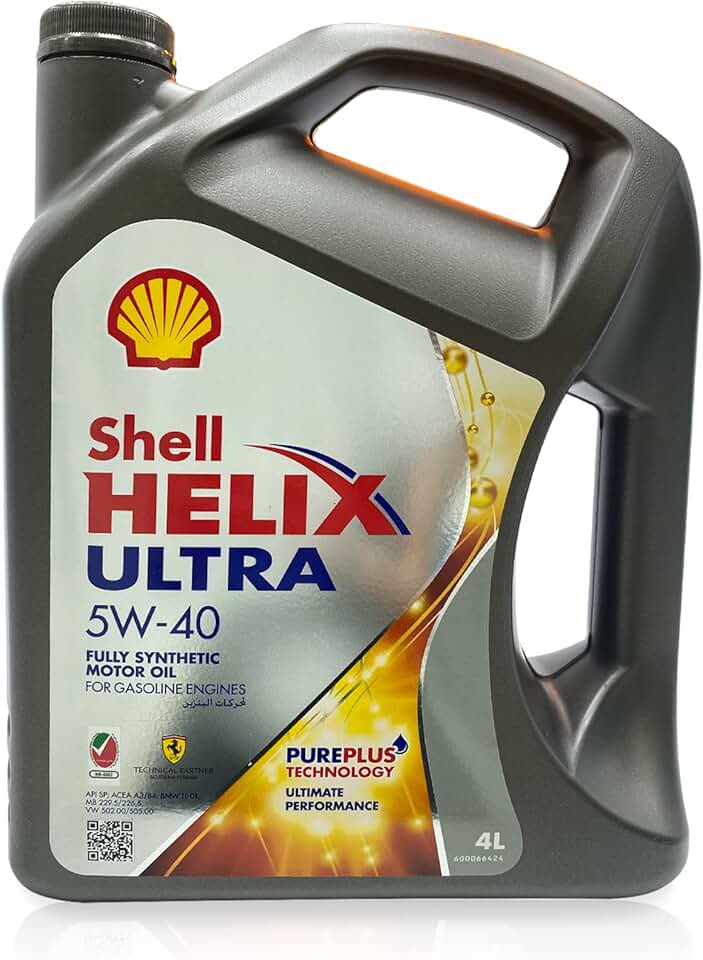 Shell
HELIX
ULTRA
5W-40
FULLY SYNTHETIC
MOTOR OIL
FOR GASOLINE ENGINES
لمحركات البنزين
TECHNICAL PARTNER
PUREPLUS
TECHNOLOGY
ULTIMATE
PERFORMANCE
API SP, ACEA A3/B4, BMW LL-01,
MB 229.5/226.5,
VW 502.00/505.00
4L
600066424